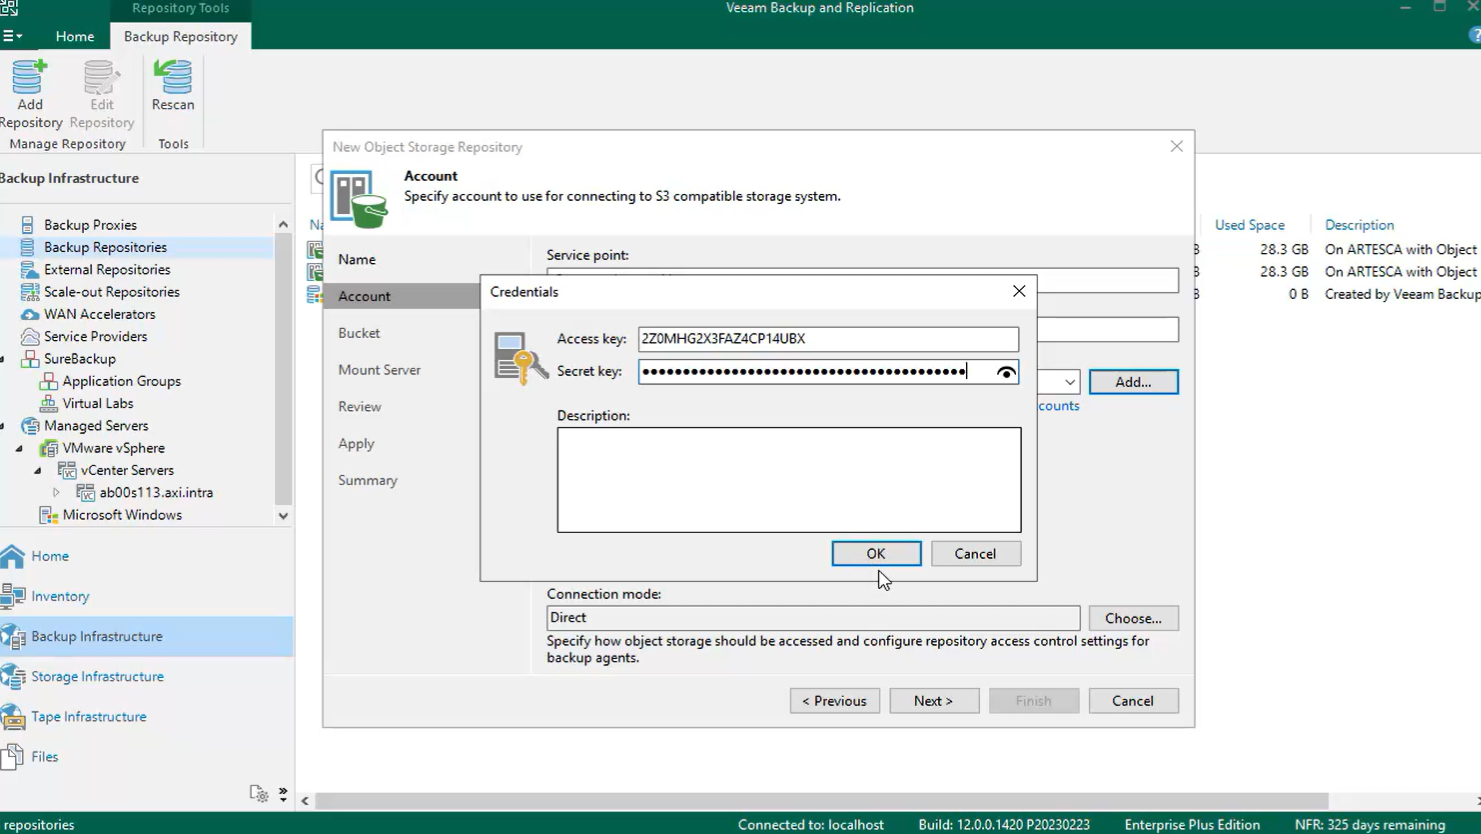 Repository Tools
Veeam Backup and Replication
Home
Backup Repository
Add Repository
Edit Repository
Rescan
Manage Repository
Tools
Backup Infrastructure
Backup Proxies
Backup Repositories
External Repositories
Scale-out Repositories
WAN Accelerators
Service Providers
SureBackup
Application Groups
Virtual Labs
Managed Servers
VMware vSphere
vCenter Servers
ab00s113.axi.intra
Microsoft Windows
Home
Inventory
Backup Infrastructure
Storage Infrastructure
Tape Infrastructure
Files
New Object Storage Repository
Account
Specify account to use for connecting to S3 compatible storage system.
Name
Account
Bucket
Mount Server
Review
Apply
Summary
Service point:
Credentials
Access key: 2Z0MHG2X3FAZ4CP14UBX
Secret key: ••••••••••••••••••••••••••••••••••••••••
Description:
OK
Cancel
Add...
counts
Connection mode:
Direct
Choose...
Specify how object storage should be accessed and configure repository access control settings for
backup agents.
< Previous
Next >
Finish
Cancel
Used Space
Description
28.3 GB On ARTESCA with Object
28.3 GB On ARTESCA with Object
0 B Created by Veeam Backup
repositories
Connected to: localhost
Build: 12.0.0.1420 P20230223
Enterprise Plus Edition
NFR: 325 days remaining